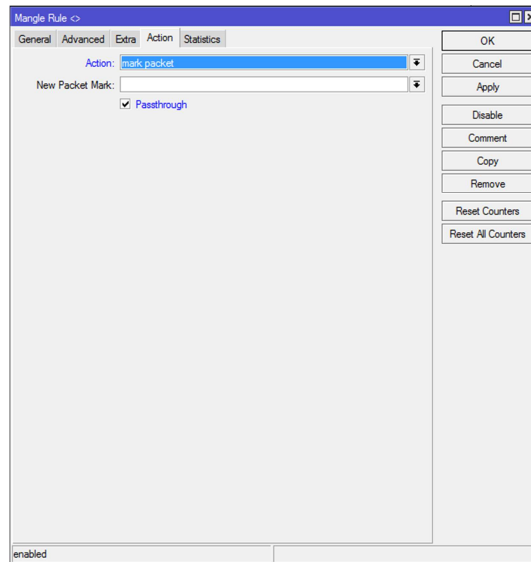 Mangle Rule <>
General Advanced Extra Action Statistics
Action: mark packet
New Packet Mark:
Passthrough
OK
Cancel
Apply
Disable
Comment
Copy
Remove
Reset Counters
Reset All Counters
enabled